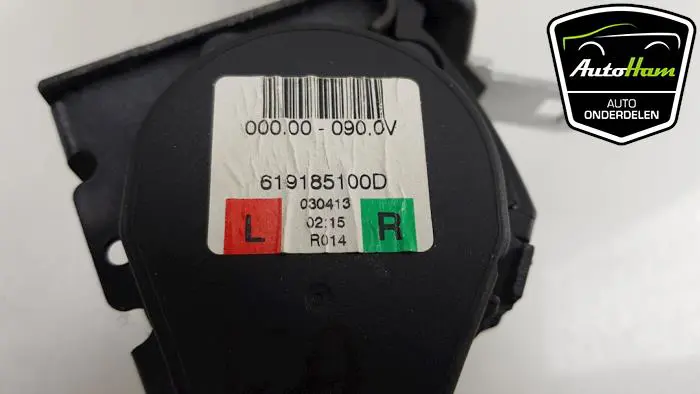 AutoHam
AUTO
ONDERDELEN
000.00 - 090.0V
619185100D
030413
02:15
R014
L
R